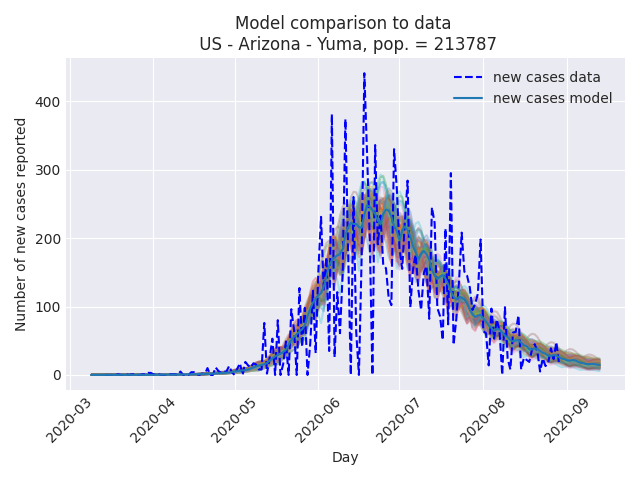 Model comparison to data
US - Arizona - Yuma, pop. = 213787
new cases data
new cases model
Number of new cases reported
400
300
200
100
0
2020-03
2020-04
2020-05
2020-06
2020-07
2020-08
2020-09
Day